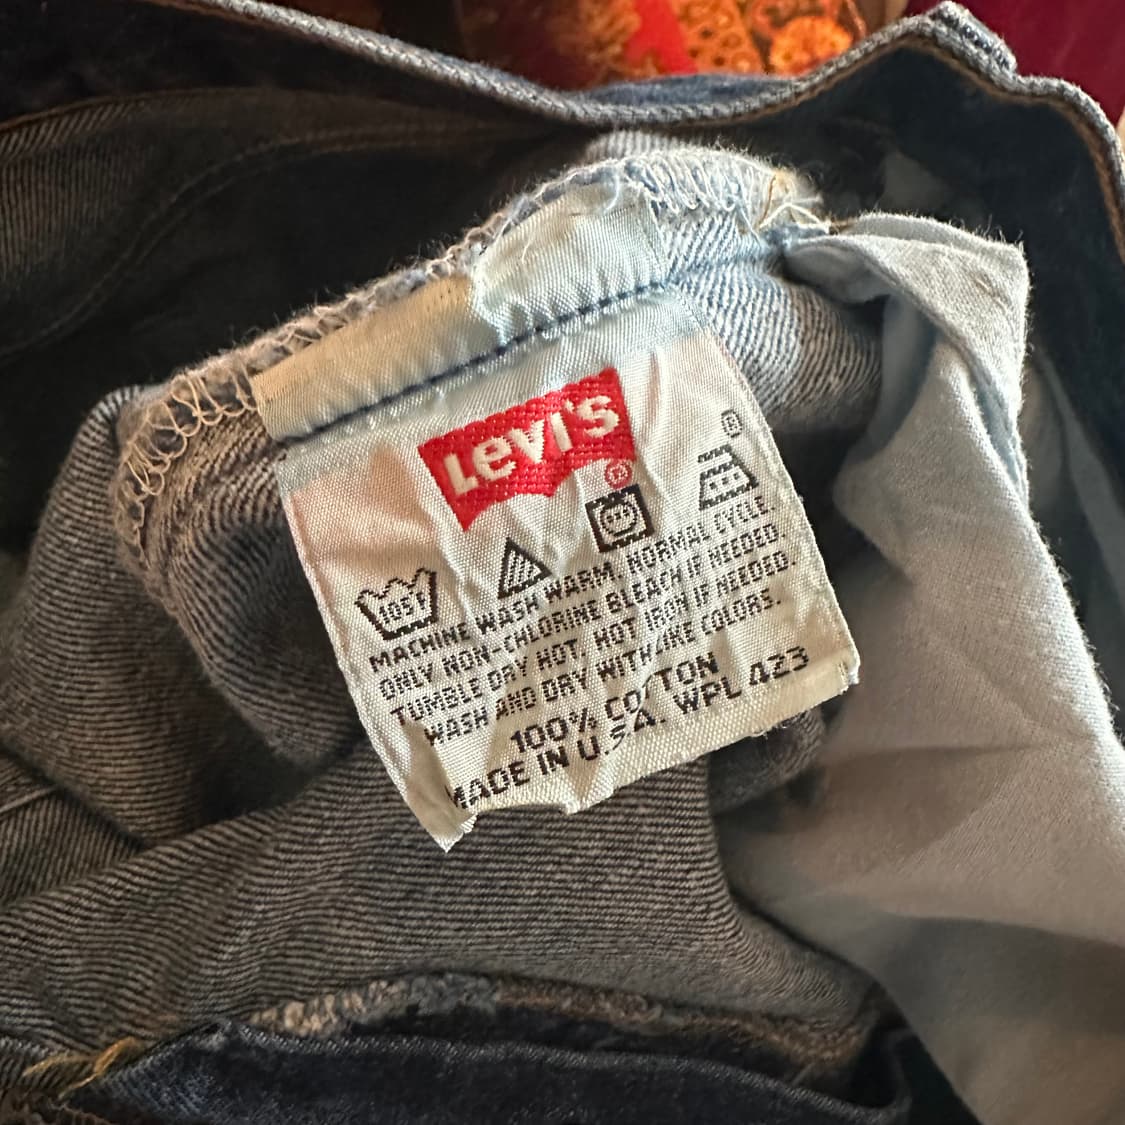 Levi's®
®
105F
MACHINE WASH WARM, NORMAL CYCLE.
ONLY NON-CHLORINE BLEACH IF NEEDED.
TUMBLE DRY HOT, HOT IRON IF NEEDED.
WASH AND DRY WITH LIKE COLORS.
100% COTTON
MADE IN U.S.A. WPL 423